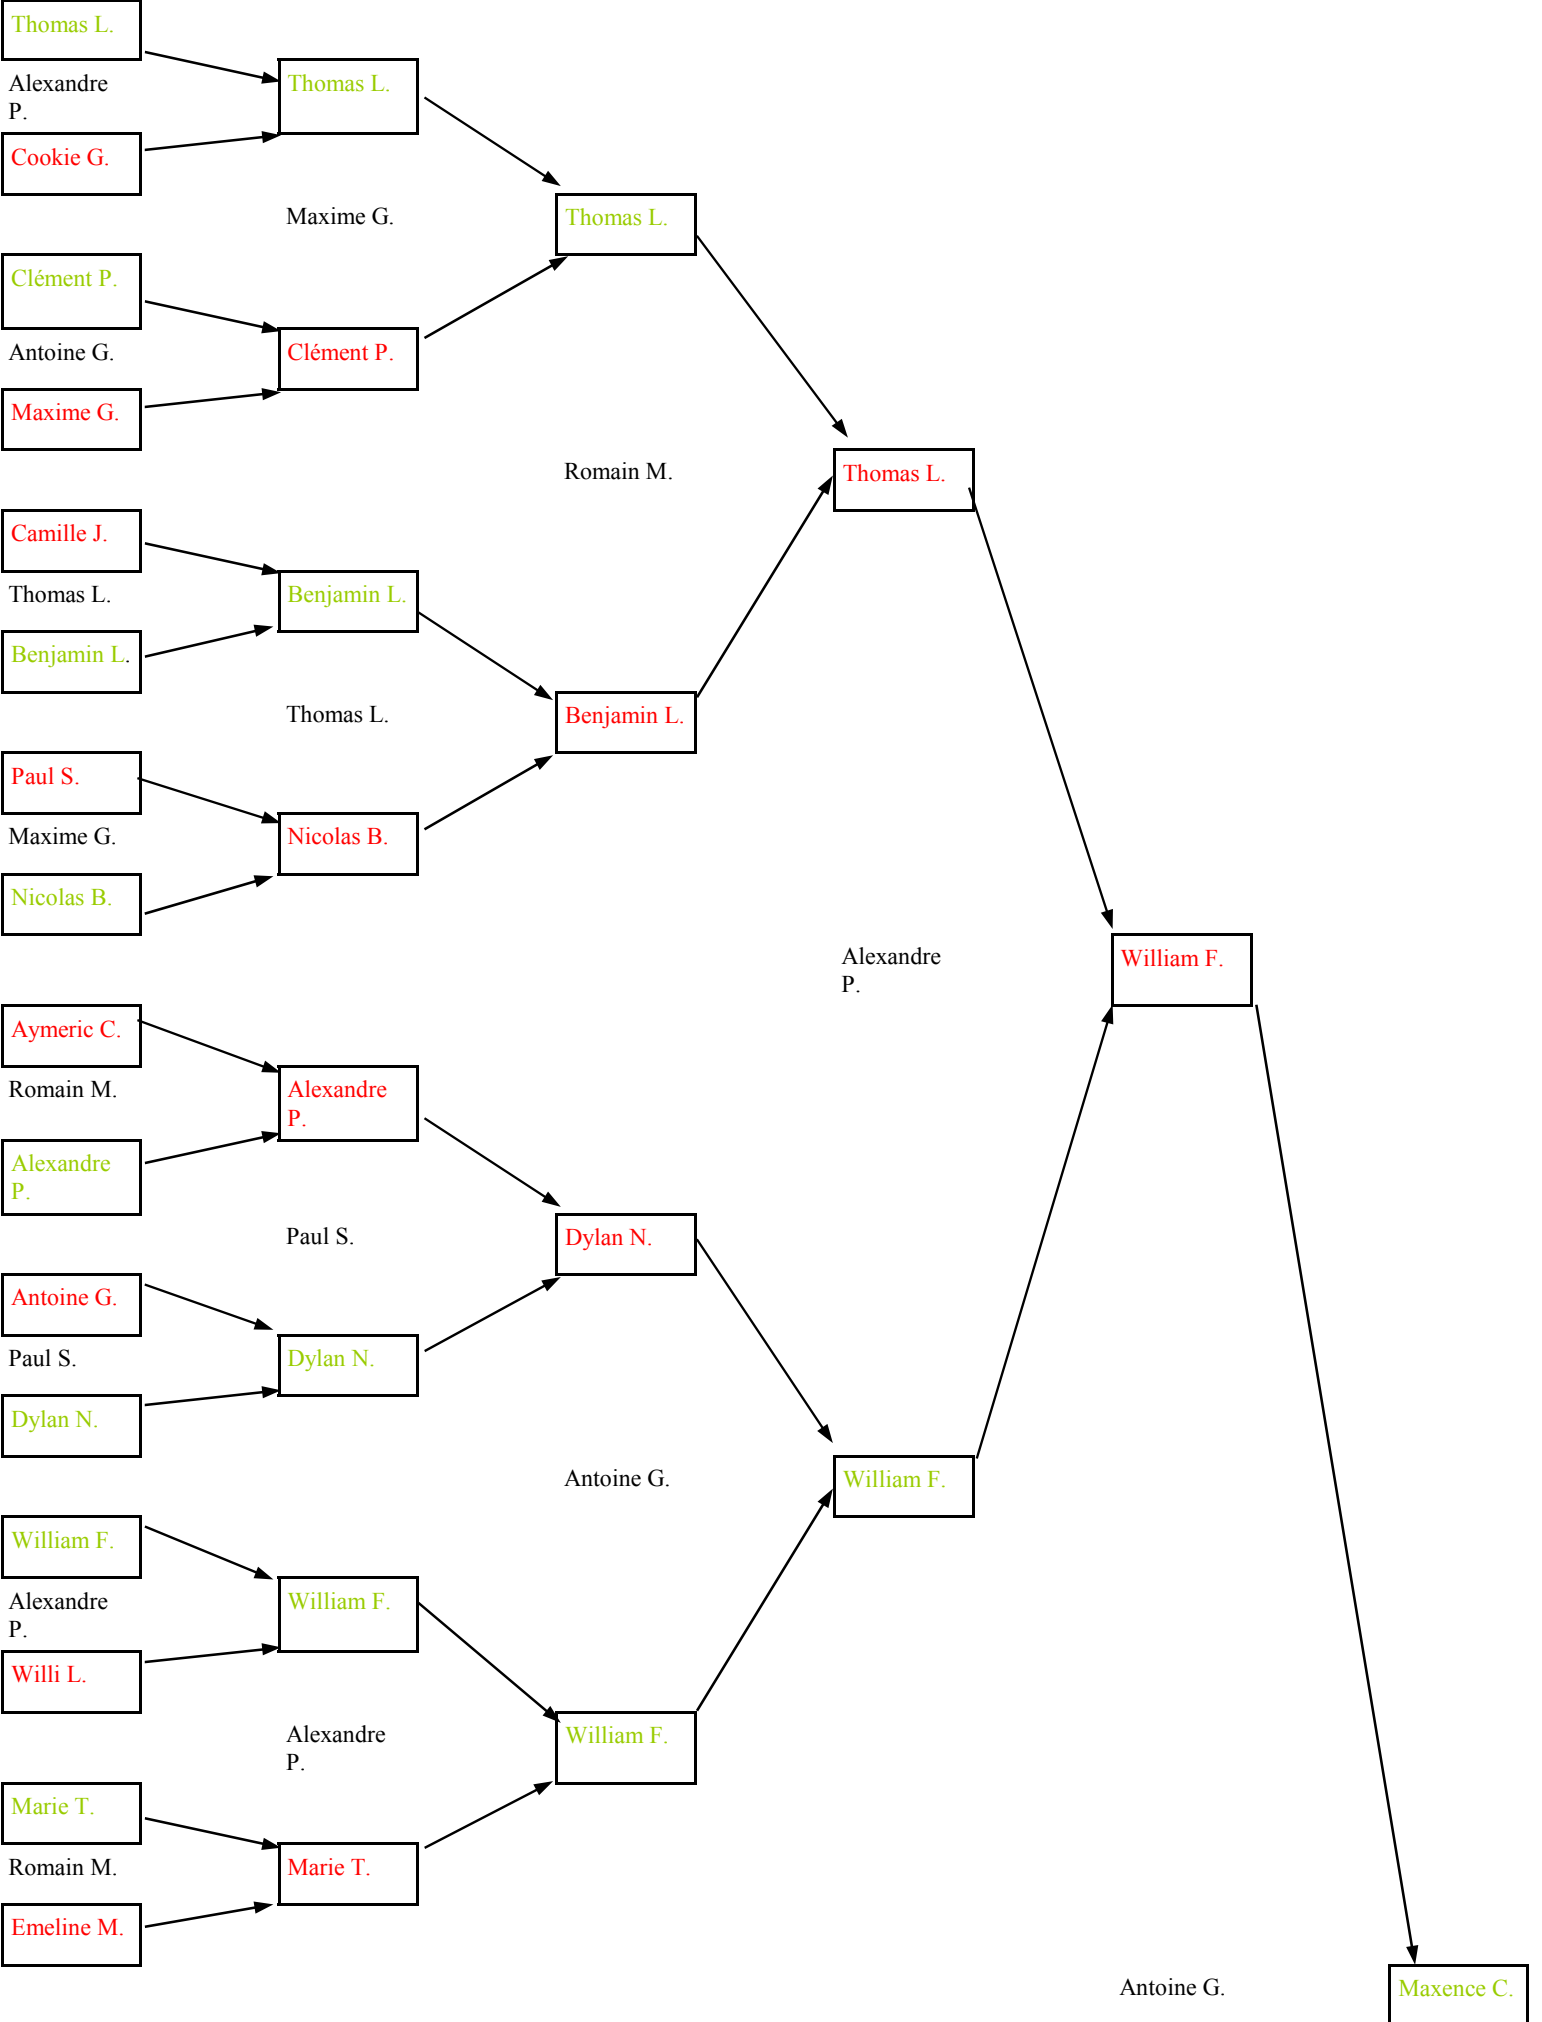 Thomas L.
Alexandre
P.
Cookie G.
Clément P.
Antoine G.
Maxime G.
Camille J.
Thomas L.
Benjamin L.
Paul S.
Maxime G.
Nicolas B.
Aymeric C.
Romain M.
Alexandre
P.
Antoine G.
Paul S.
Dylan N.
William F.
Alexandre
P.
Willi L.
Marie T.
Romain M.
Emeline M.
Thomas L.
Maxime G.
Clément P.
Benjamin L.
Thomas L.
Nicolas B.
Alexandre
P.
Paul S.
Dylan N.
William F.
Alexandre
P.
Marie T.
Thomas L.
Romain M.
Benjamin L.
Dylan N.
Antoine G.
William F.
Thomas L.
Alexandre
P.
William F.
William F.
Antoine G.
Maxence C.